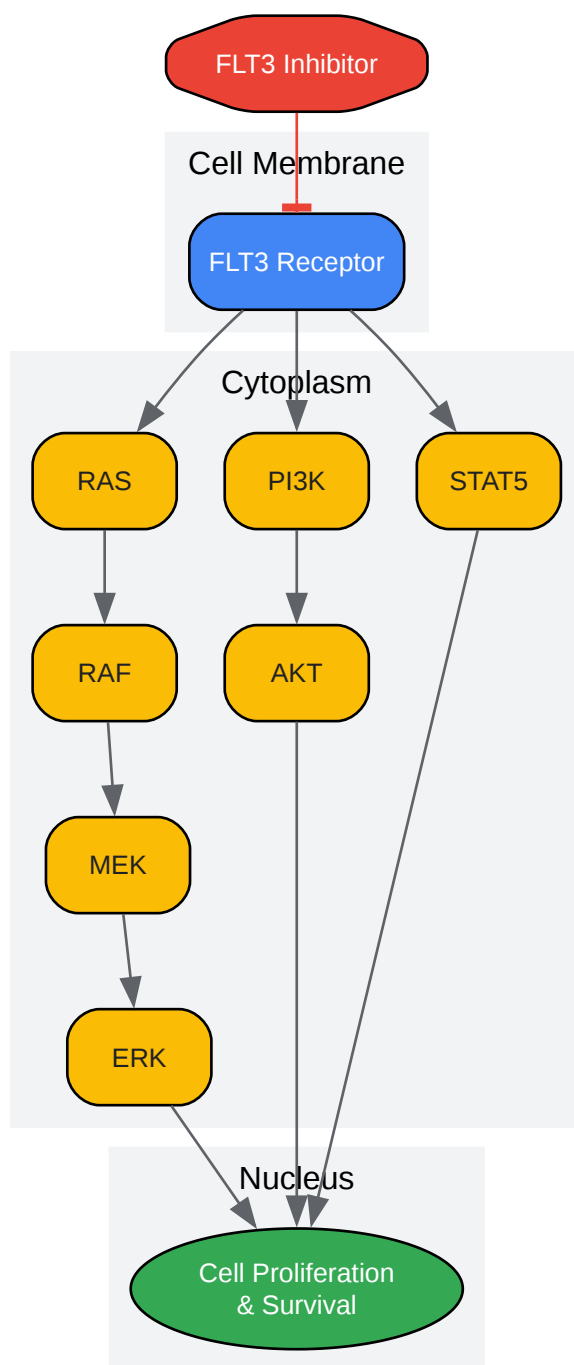 FLT3 Inhibitor
Cell Membrane
FLT3 Receptor
Cytoplasm
RAS
PI3K
STAT5
RAF
AKT
MEK
ERK
Nucleus
Cell Proliferation
& Survival